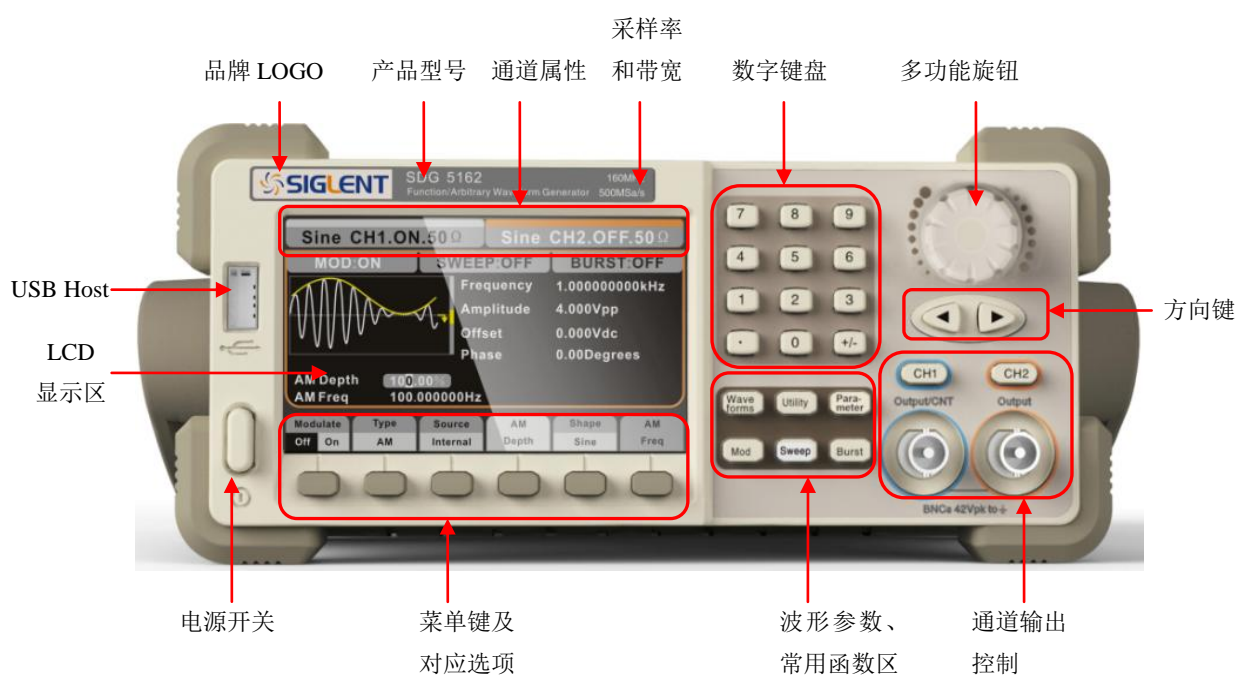 采样率
品牌 LOGO
产品型号
通道属性
和带宽
数字键盘
多功能旋钮
SIGLENT
SDG 5162
Function/Arbitrary Waveform Generator
500MSa/s
Sine CH1.ON.50Ω
Sine CH2.OFF.50Ω
MOD:ON
SWEEP:OFF
BURST:OFF
Frequency 1.000000000kHz
Amplitude 4.000Vpp
Offset 0.000Vdc
Phase 0.00Degrees
AM Depth 100.00%
AM Freq 100.000000Hz
Modulate Type Source AM Shape AM
Off On AM Internal Depth Sine Freq
7 8 9
4 5 6
1 2 3
· 0 +/-
Wave
forms
Utility
Para-
meter
Mod Sweep Burst
CH1 CH2
Output/CNT Output
USB Host
LCD
显示区
方向键
电源开关
菜单键及
对应选项
波形参数、
常用函数区
通道输出
控制